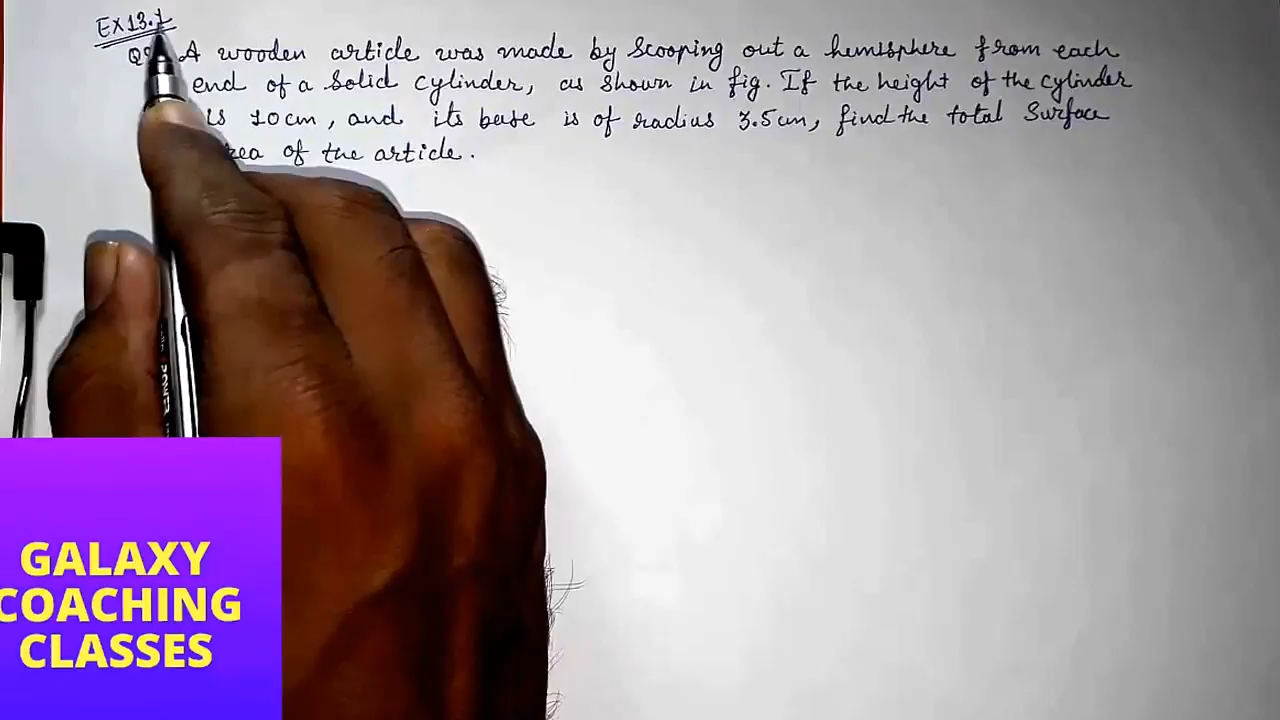 EX 13.1
A wooden article was made by scooping out a hemisphere from each
end of a solid cylinder, as shown in fig. If the height of the cylinder
is 10cm, and its base is of radius 3.5cm, find the total surface
of the article.
GALAXY
COACHING
CLASSES